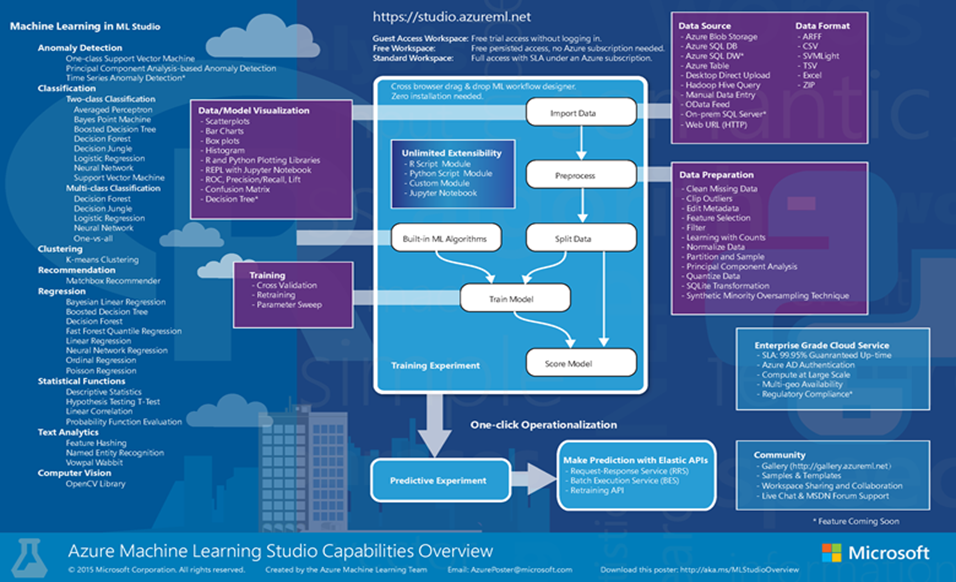 Machine Learning in ML Studio
Anomaly Detection
One-class Support Vector Machine
Principal Component Analysis-based Anomaly Detection
Time Series Anomaly Detection*
Classification
Two-class Classification
Averaged Perceptron
Bayes Point Machine
Boosted Decision Tree
Decision Forest
Decision Jungle
Logistic Regression
Neural Network
Support Vector Machine
Multi-class Classification
Decision Forest
Decision Jungle
Logistic Regression
Neural Network
One-vs-all
Clustering
K-means Clustering
Recommendation
Matchbox Recommender
Regression
Bayesian Linear Regression
Boosted Decision Tree
Decision Forest
Fast Forest Quantile Regression
Linear Regression
Neural Network Regression
Ordinal Regression
Poisson Regression
Statistical Functions
Descriptive Statistics
Hypothesis Testing T-Test
Linear Correlation
Probability Function Evaluation
Text Analytics
Feature Hashing
Named Entity Recognition
Vowpal Wabbit
Computer Vision
OpenCV Library
Data/Model Visualization
- Scatterplots
- Bar Charts
- Box plots
- Histogram
- R and Python Plotting Libraries
- REPL with Jupyter Notebook
- ROC, Precision/Recall, Lift
- Confusion Matrix
- Decision Tree*
Training
- Cross Validation
- Retraining
- Parameter Sweep
https://studio.azureml.net
Guest Access Workspace: Free trial access without logging in.
Free Workspace: Free persisted access, no Azure subscription needed.
Standard Workspace: Full access with SLA under an Azure subscription.
Cross browser drag & drop ML workflow designer.
Zero installation needed.
Import Data
Unlimited Extensibility
- R Script Module
- Python Script Module
- Custom Module
- Jupyter Notebook
Preprocess
Built-in ML Algorithms
Split Data
Train Model
Score Model
Training Experiment
One-click Operationalization
Predictive Experiment
Make Prediction with Elastic APIs
- Request-Response Service (RRS)
- Batch Execution Service (BES)
- Retraining API
Data Source
- Azure Blob Storage
- Azure SQL DB
- Azure SQL DW*
- Azure Table
- Desktop Direct Upload
- Hadoop Hive Query
- Manual Data Entry
- OData Feed
- On-prem SQL Server*
- Web URL (HTTP)
Data Format
- ARFF
- CSV
- SVMLight
- TSV
- Excel
- ZIP
Data Preparation
- Clean Missing Data
- Clip Outliers
- Edit Metadata
- Feature Selection
- Filter
- Learning with Counts
- Normalize Data
- Partition and Sample
- Principal Component Analysis
- Quantize Data
- SQLite Transformation
- Synthetic Minority Oversampling Technique
Enterprise Grade Cloud Service
- SLA: 99.95% Guaranteed Up-time
- Azure AD Authentication
- Compute at Large Scale
- Multi-geo Availability
- Regulatory Compliance*
Community
- Gallery (http://gallery.azureml.net)
- Samples & Templates
- Workspace Sharing and Collaboration
- Live Chat & MSDN Forum Support
* Feature Coming Soon
Azure Machine Learning Studio Capabilities Overview
© 2015 Microsoft Corporation. All rights reserved. Created by the Azure Machine Learning Team Email: AzurePoster@microsoft.com Download this poster: http://aka.ms/MLStudioOverview
Microsoft